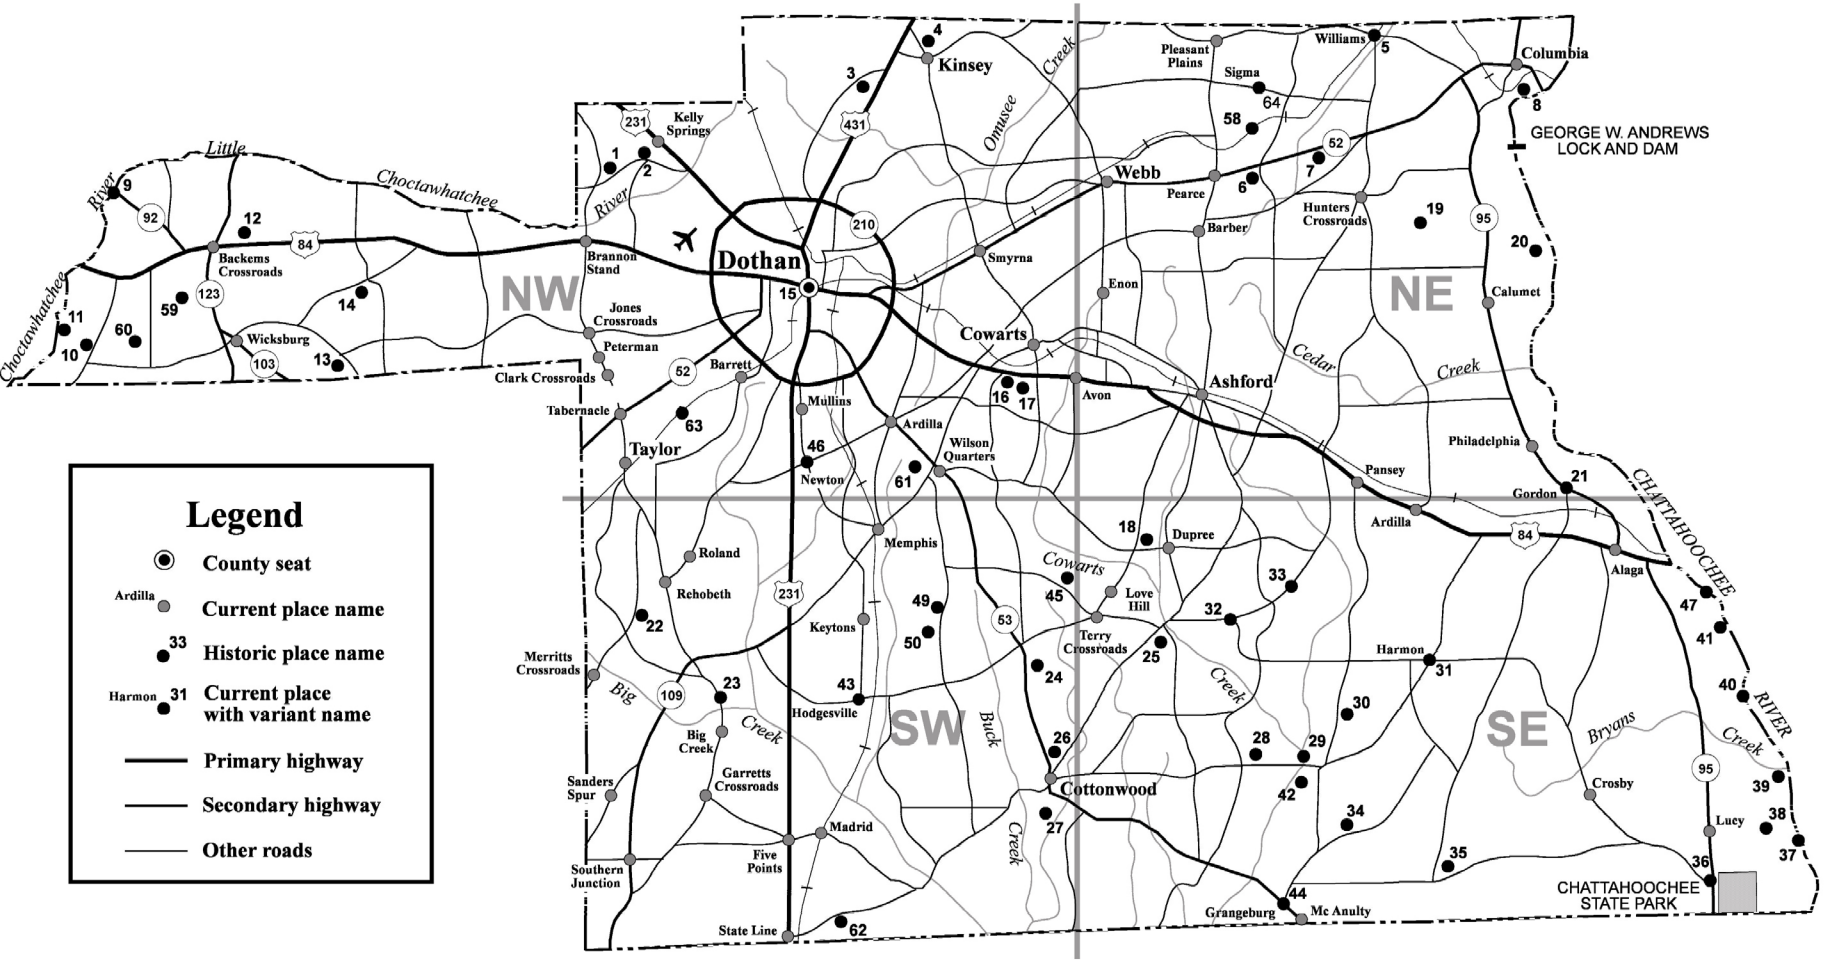 4
Kinsey
3
431
Creek
Omusee
Pleasant
Plains
Williams
5
Columbia
Sigma
64
8
58
52
7
6
GEORGE W. ANDREWS
LOCK AND DAM
231
Kelly
Springs
1
2
River
Little
Choctawhatchee
River
9
92
12
84
Backems
Crossroads
123
59
14
11
10
60
Choctawhatchee
Wicksburg
103
13
Brannon
Stand
NW
Jones
Crossroads
Peterman
Clark Crossroads
Dothan
15
210
Webb
Pearce
Hunters
Crossroads
19
95
20
Barber
Smyrna
Enon
NE
Calumet
Cowarts
Cedar
Creek
16
17
Avon
Ashford
52
Barrett
Tabernacle
63
Mullins
Taylor
46
Newton
Ardilla
Wilson
Quarters
61
Philadelphia
Pansey
21
Gordon
Ardilla
84
Alaga
CHATTAHOOCHEE
RIVER
Legend
County seat
Ardilla
Current place name
33
Historic place name
Harmon
31
Current place
with variant name
Primary highway
Secondary highway
Other roads
Roland
Rehobeth
Memphis
231
22
Keytons
49
50
53
18
Dupree
Cowarts
45
Love
Hill
Terry
Crossroads
25
32
33
47
41
Merritts
Crossroads
Big
Creek
109
23
43
Hodgesville
Big
Creek
24
Creek
Harmon
31
30
40
SW
Buck
Creek
26
Cottonwood
27
28
29
42
SE
Bryans
Creek
95
Crosby
39
38
37
Lucy
Sanders
Spur
Garretts
Crossroads
Madrid
Five
Points
Southern
Junction
State Line
62
34
35
36
44
Grangeburg
Mc Anulty
CHATTAHOOCHEE
STATE PARK